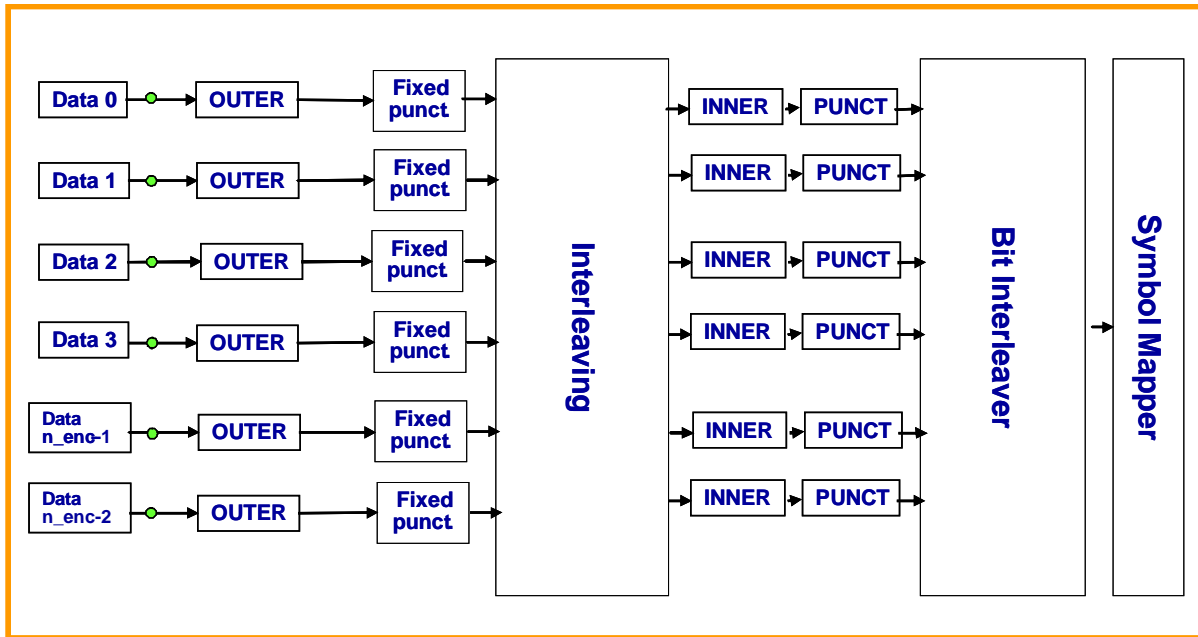 Data 0
OUTER
Fixed
punct.
INNER
PUNCT
Data 1
OUTER
Fixed
punct.
INNER
PUNCT
Data 2
OUTER
Fixed
punct.
INNER
PUNCT
Data 3
OUTER
Fixed
punct.
INNER
PUNCT
Data
n_enc-1
OUTER
Fixed
punct.
INNER
PUNCT
Data
n_enc-2
OUTER
Fixed
punct.
INNER
PUNCT
Interleaving
Bit Interleaver
Symbol Mapper